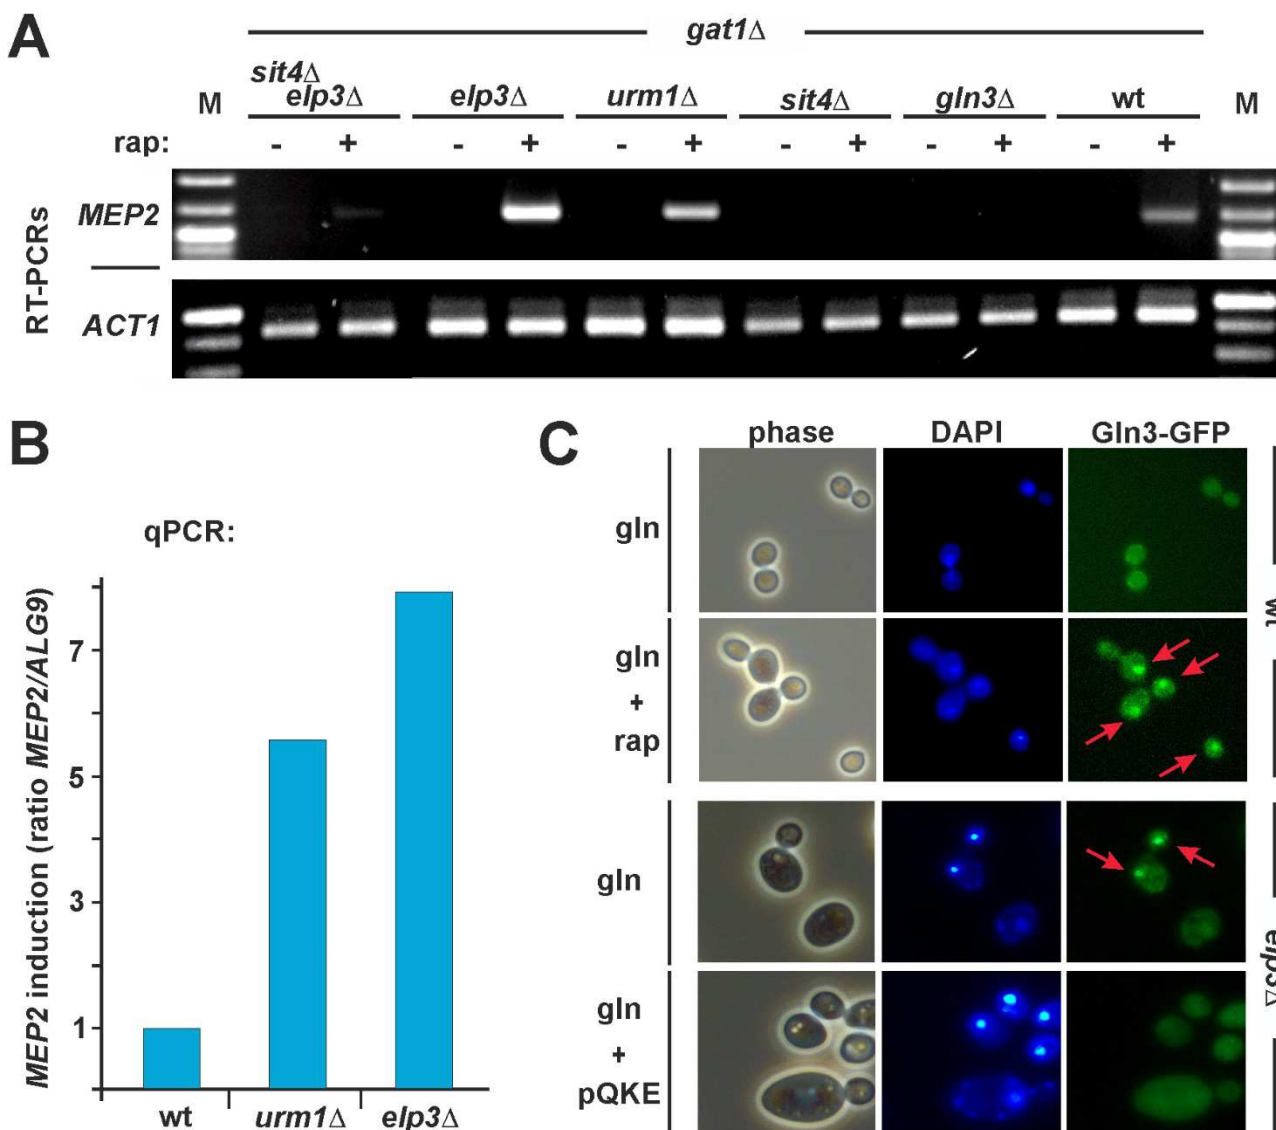 A
gat1Δ
sit4Δ
M elp3Δ elp3Δ urm1Δ sit4Δ gln3Δ wt M
rap: - + - + - + - + - + - +
RT-PCRs
MEP2
ACT1
B
qPCR:
MEP2 induction (ratio MEP2/ALG9)
7
5
3
1
wt urm1Δ elp3Δ
C
phase DAPI Gln3-GFP
gln
gln
+
rap
wt
gln
gln
+
pQKE
elp3Δ